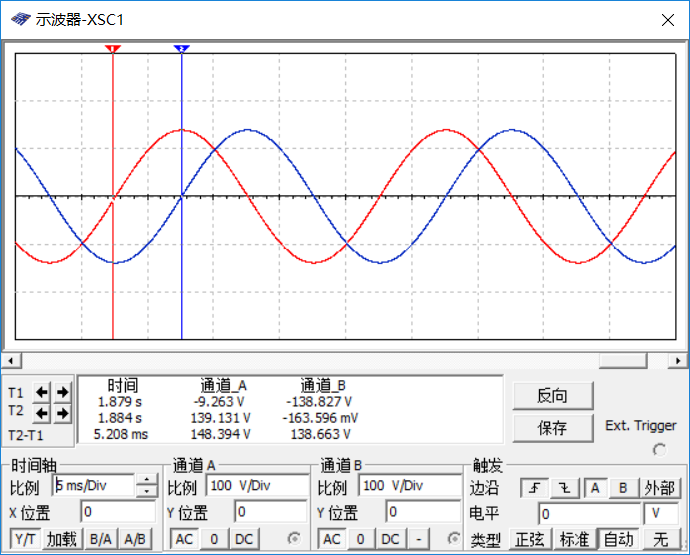 示波器-XSC1
1 2
时间 通道_A 通道_B
T1 1.879 s -9.263 V -138.827 V
T2 1.884 s 139.131 V -163.596 mV
T2-T1 5.208 ms 148.394 V 138.663 V
反向
保存
Ext. Trigger
时间轴
比例 5 ms/Div
X 位置 0
Y/T 加载 B/A A/B
通道 A
比例 100 V/Div
Y 位置 0
AC 0 DC
通道 B
比例 100 V/Div
Y 位置 0
AC 0 DC -
触发
边沿 A B 外部
电平 0 V
类型 正弦 标准 自动 无